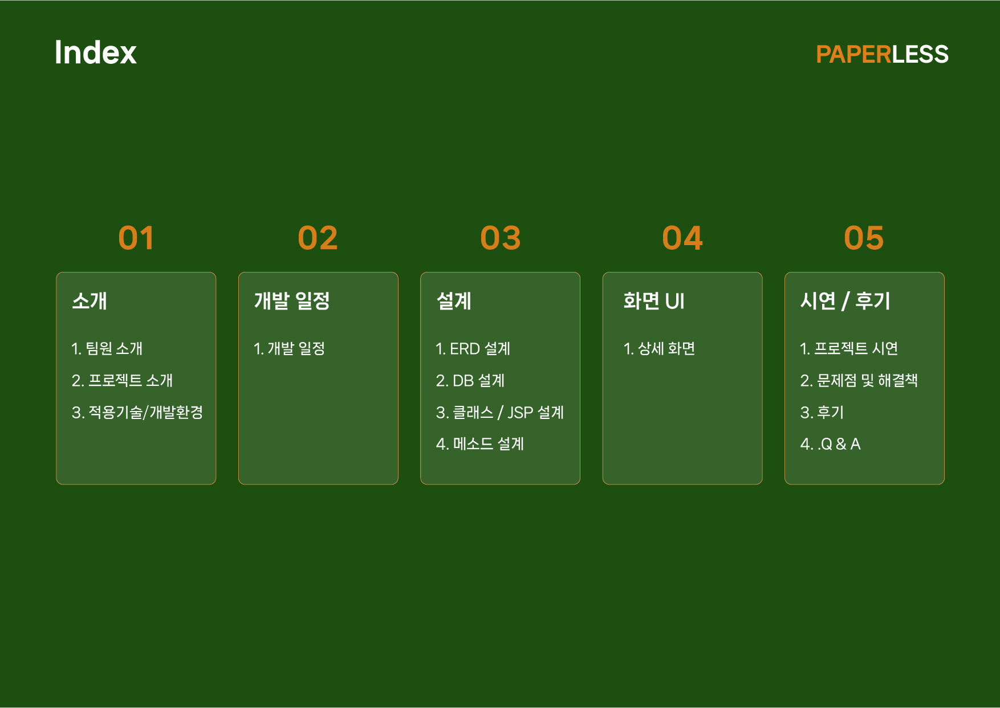 Index
PAPERLESS
01
소개
1. 팀원 소개
2. 프로젝트 소개
3. 적용기술/개발환경
02
개발 일정
1. 개발 일정
03
설계
1. ERD 설계
2. DB 설계
3. 클래스 / JSP 설계
4. 메소드 설계
04
화면 UI
1. 상세 화면
05
시연 / 후기
1. 프로젝트 시연
2. 문제점 및 해결책
3. 후기
4. .Q & A